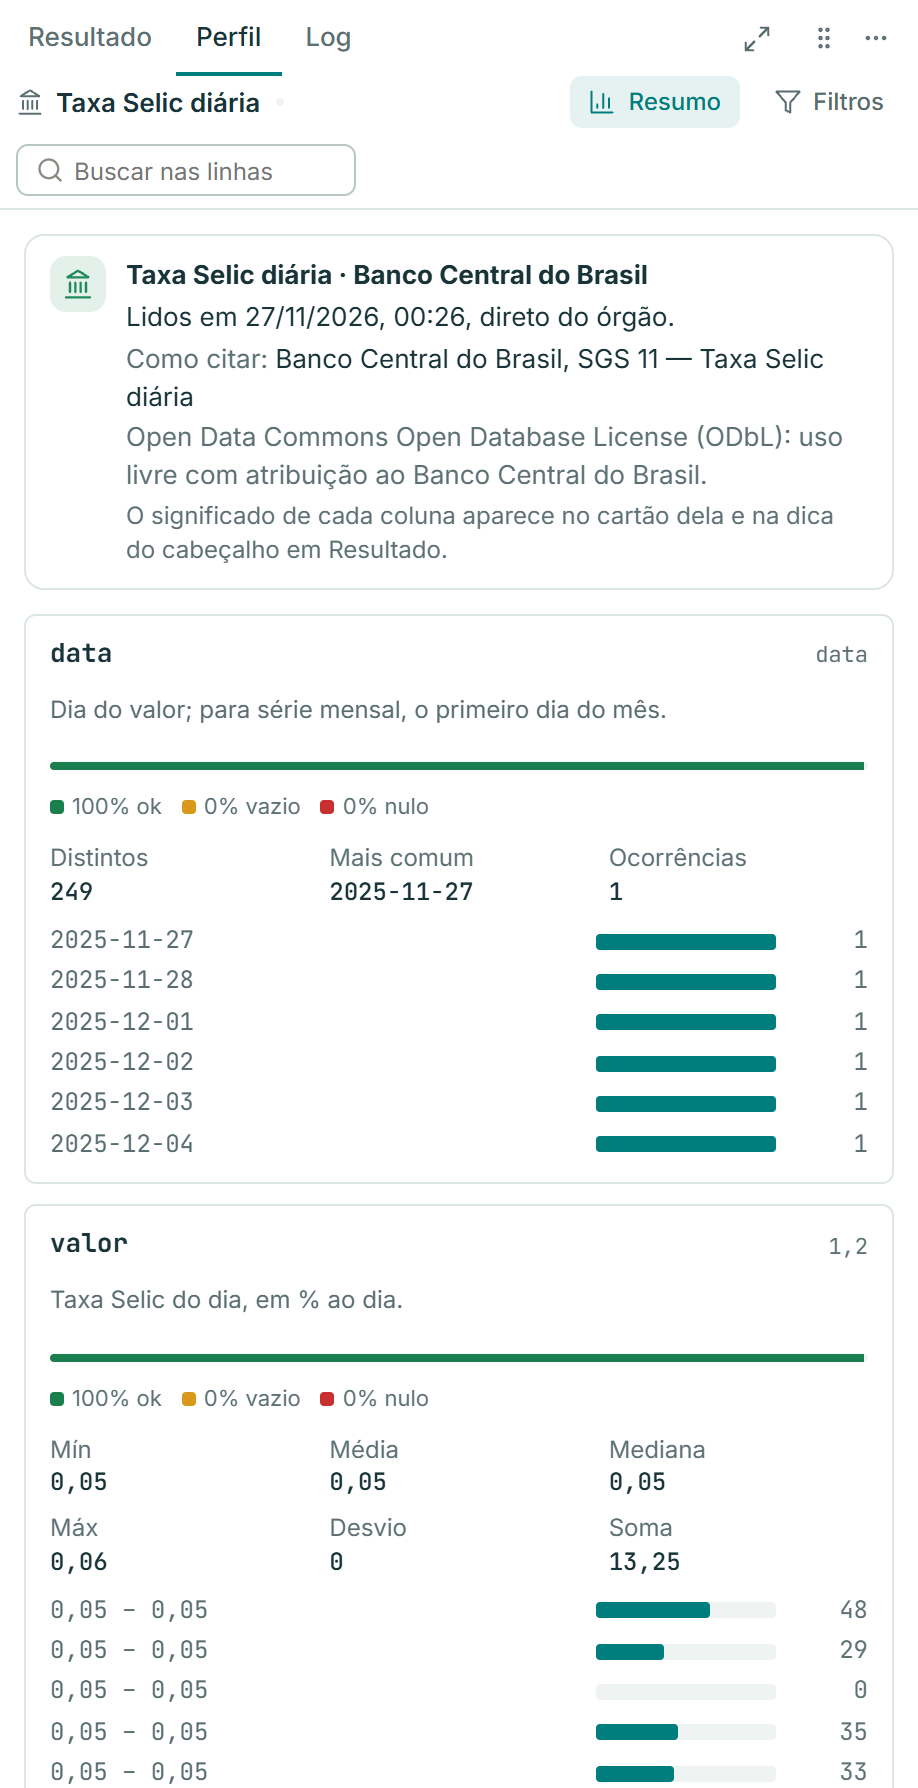 Resultado Perfil Log
Taxa Selic diária Resumo Filtros
Buscar nas linhas
Taxa Selic diária · Banco Central do Brasil
Lidos em 27/11/2026, 00:26, direto do órgão.
Como citar: Banco Central do Brasil, SGS 11 — Taxa Selic
diária
Open Data Commons Open Database License (ODbL): uso
livre com atribuição ao Banco Central do Brasil.
O significado de cada coluna aparece no cartão dela e na dica
do cabeçalho em Resultado.
data data
Dia do valor; para série mensal, o primeiro dia do mês.
100% ok 0% vazio 0% nulo
Distintos Mais comum Ocorrências
249 2025-11-27 1
2025-11-27 1
2025-11-28 1
2025-12-01 1
2025-12-02 1
2025-12-03 1
2025-12-04 1
valor 1,2
Taxa Selic do dia, em % ao dia.
100% ok 0% vazio 0% nulo
Mín Média Mediana
0,05 0,05 0,05
Máx Desvio Soma
0,06 0 13,25
0,05 – 0,05 48
0,05 – 0,05 29
0,05 – 0,05 0
0,05 – 0,05 35
0,05 – 0,05 33